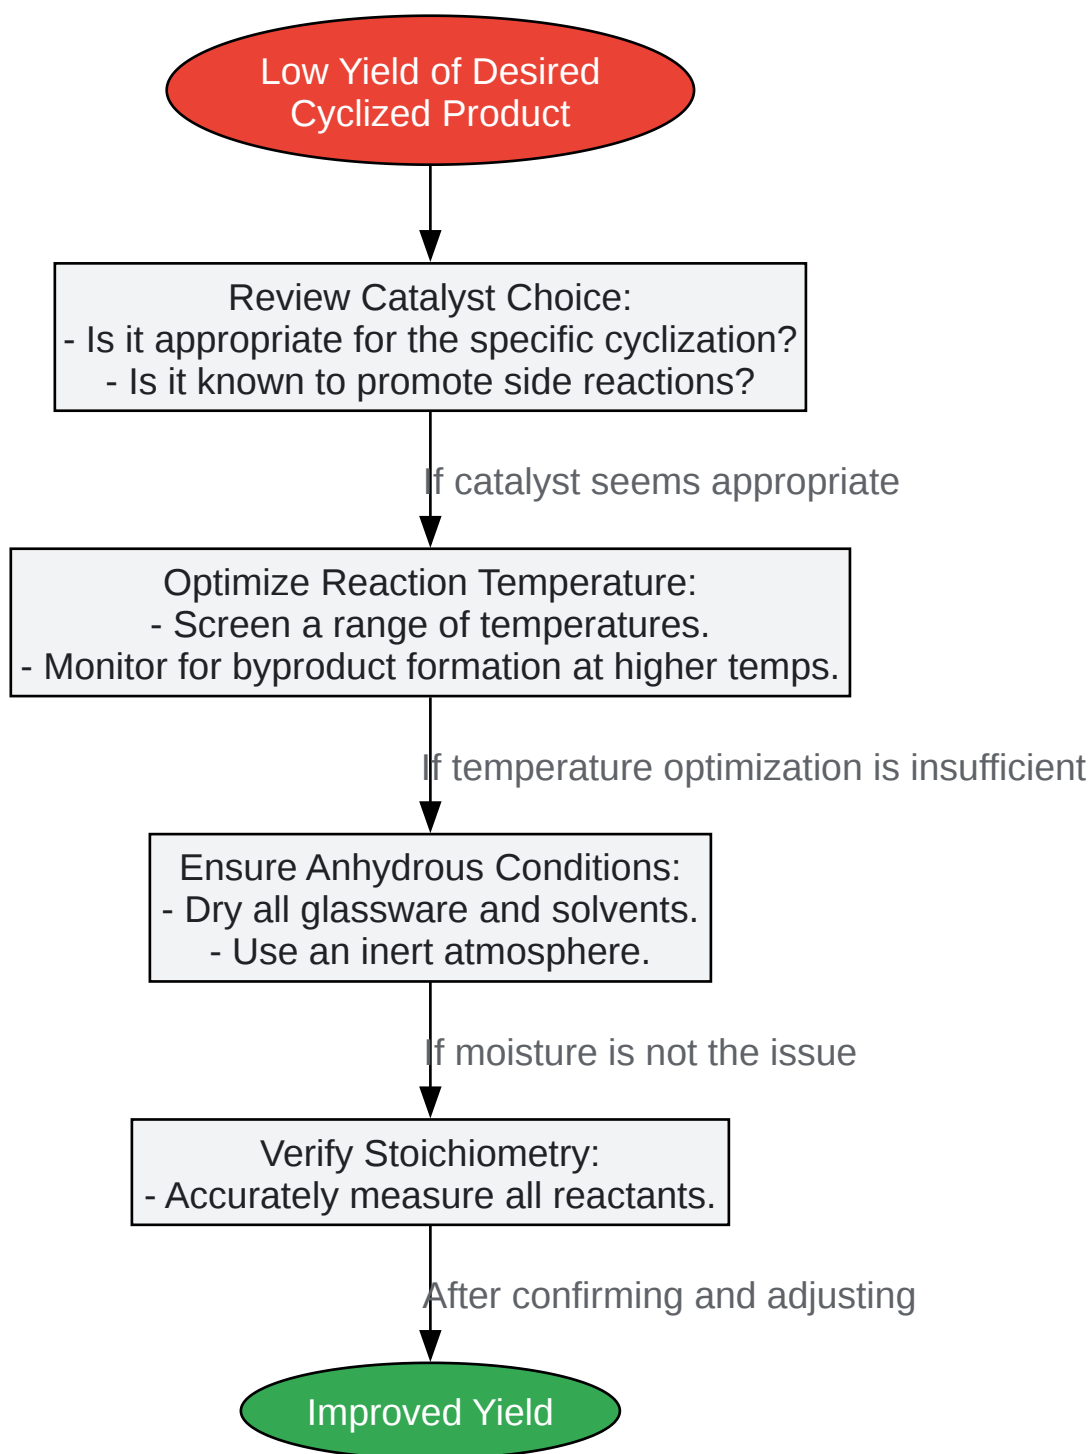 Low Yield of Desired
Cyclized Product
Review Catalyst Choice:
- Is it appropriate for the specific cyclization?
- Is it known to promote side reactions?
If catalyst seems appropriate
Optimize Reaction Temperature:
- Screen a range of temperatures.
- Monitor for byproduct formation at higher temps.
If temperature optimization is insufficient
Ensure Anhydrous Conditions:
- Dry all glassware and solvents.
- Use an inert atmosphere.
If moisture is not the issue
Verify Stoichiometry:
- Accurately measure all reactants.
After confirming and adjusting
Improved Yield